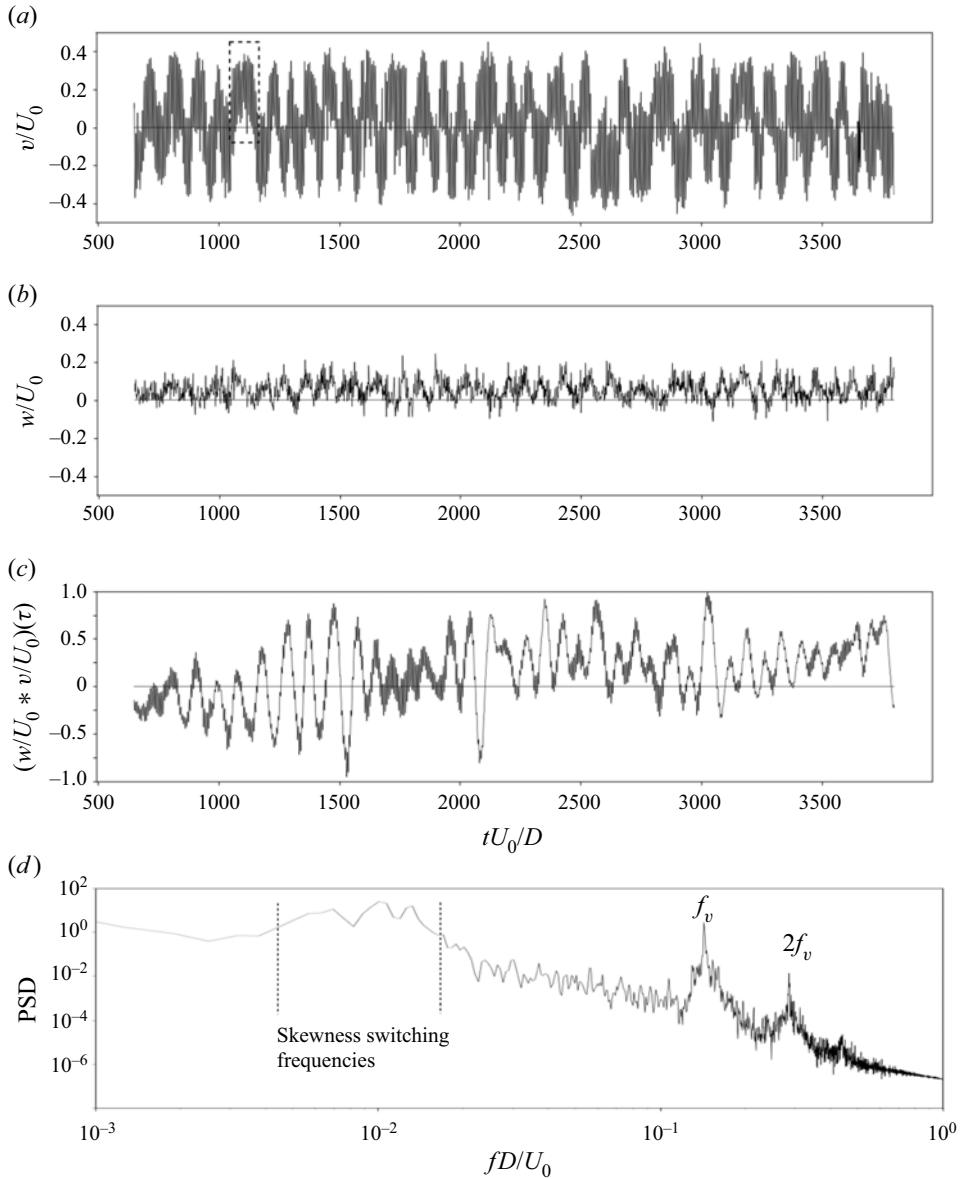 (a)
0.4
0.2
0
–0.2
–0.4
v/U0
500 1000 1500 2000 2500 3000 3500
(b)
0.4
0.2
0
–0.2
–0.4
w/U0
500 1000 1500 2000 2500 3000 3500
(c)
1.0
0.5
0
–0.5
–1.0
(w/U0 * v/U0)(τ)
500 1000 1500 2000 2500 3000 3500
tU0/D
(d)
10^2
10^0
10^–2
10^–4
10^–6
PSD
fv
2fv
Skewness switching
frequencies
10^–3 10^–2 10^–1 10^0
fD/U0